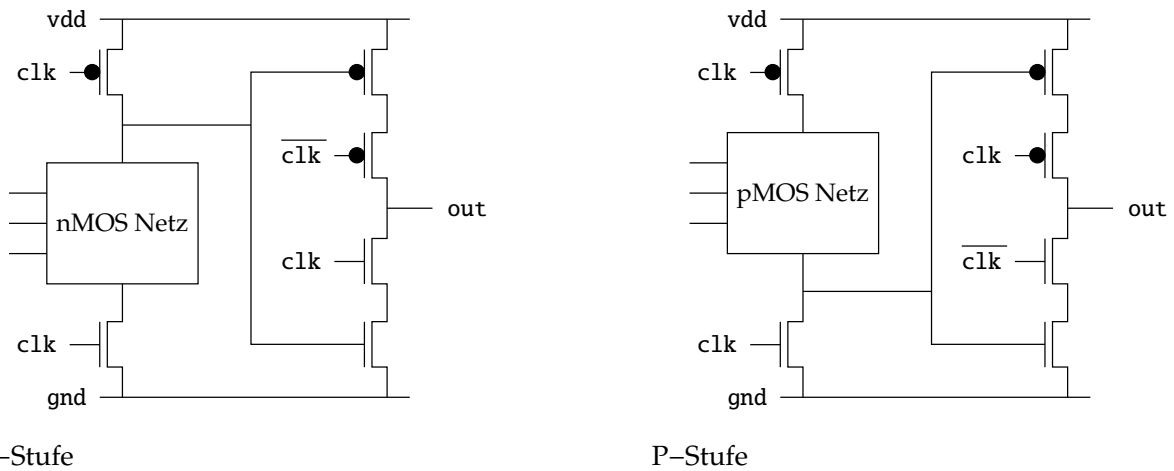 vdd
clk
clk
nMOS Netz
clk
out
clk
gnd
–Stufe
vdd
clk
pMOS Netz
clk
clk
out
clk
gnd
P–Stufe